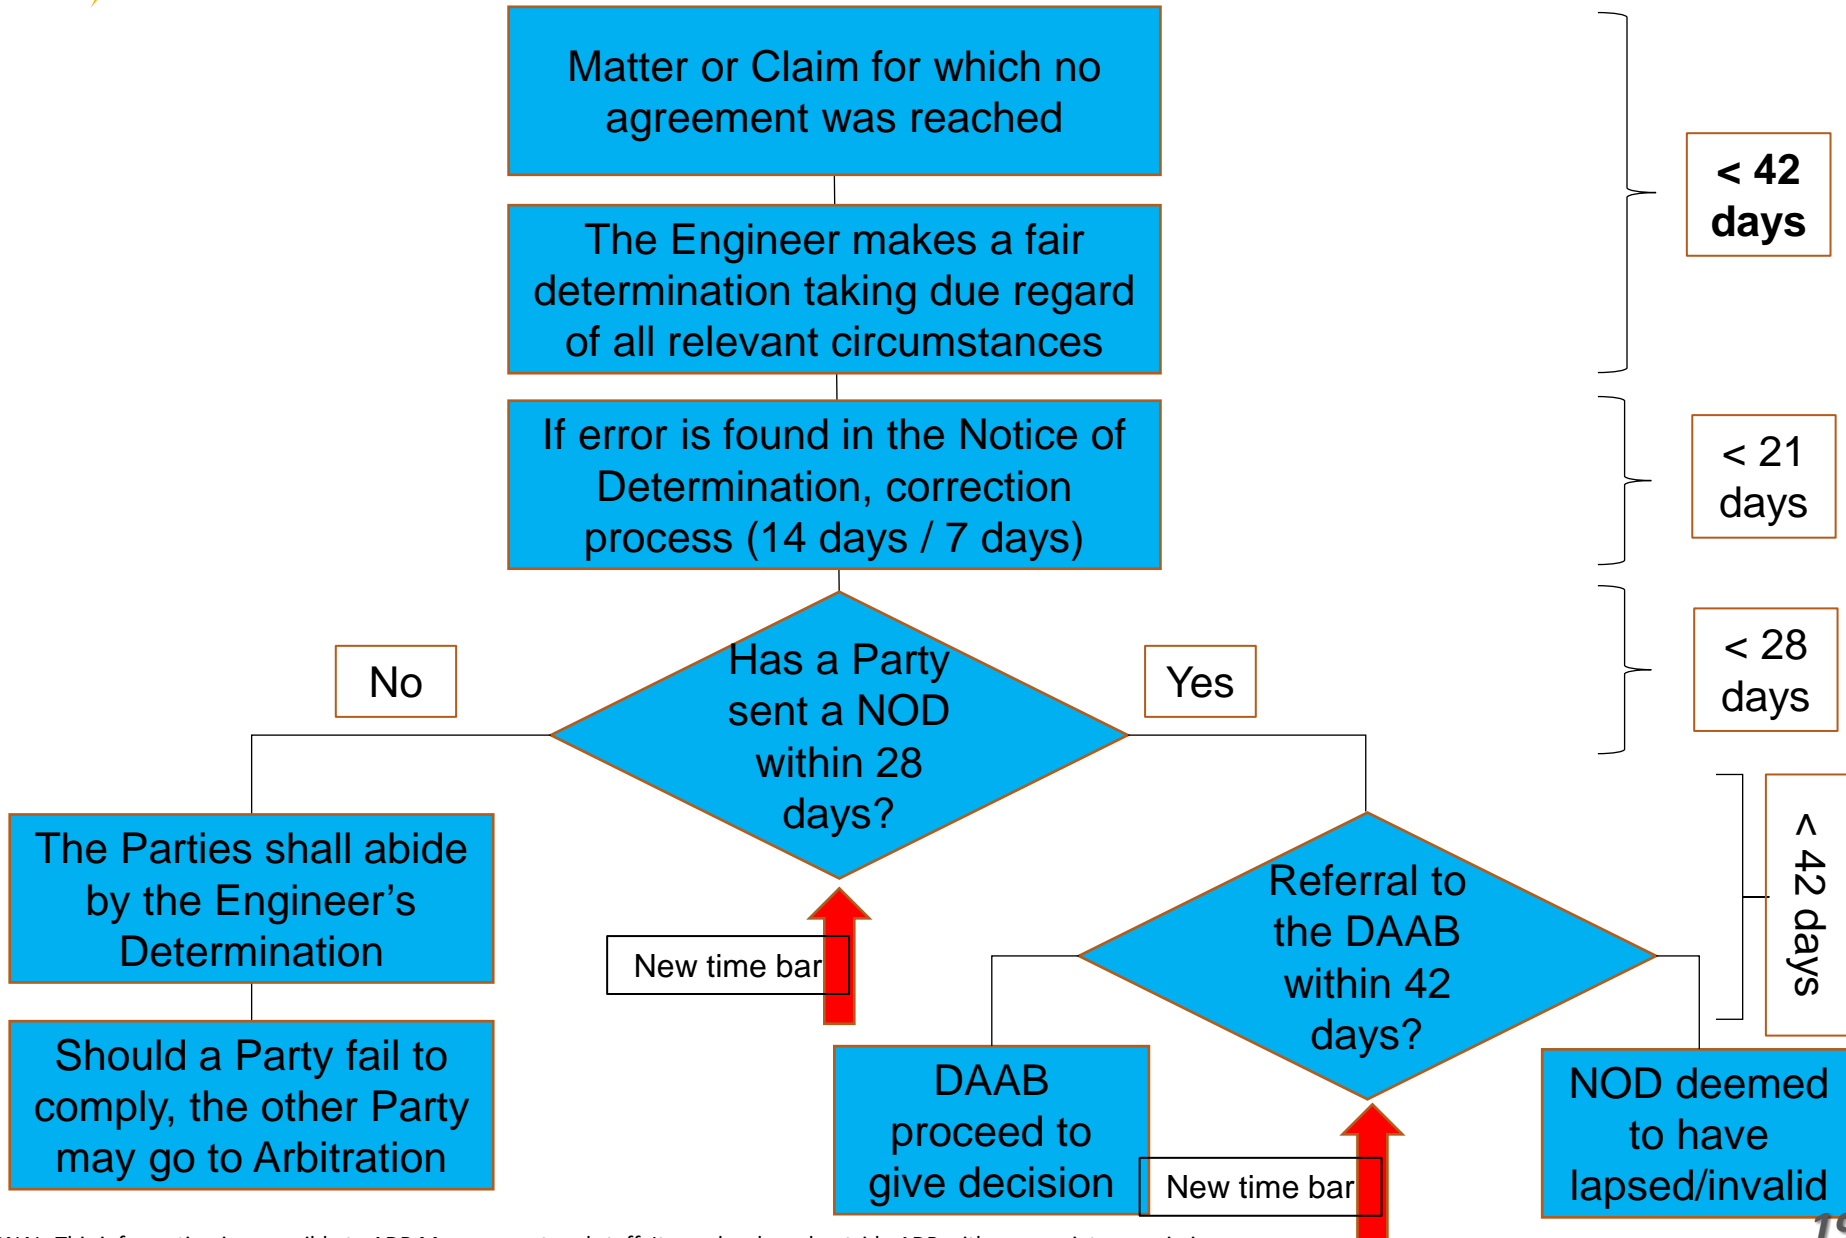 Matter or Claim for which no
agreement was reached
< 42
days
The Engineer makes a fair
determination taking due regard
of all relevant circumstances
If error is found in the Notice of
Determination, correction
process (14 days / 7 days)
< 21
days
No
Has a Party
sent a NOD
within 28
days?
Yes
< 28
days
The Parties shall abide
by the Engineer's
Determination
New time bar
Referral to
the DAAB
within 42
days?
< 42 days
Should a Party fail to
comply, the other Party
may go to Arbitration
DAAB
proceed to
give decision
New time bar
NOD deemed
to have
lapsed/invalid